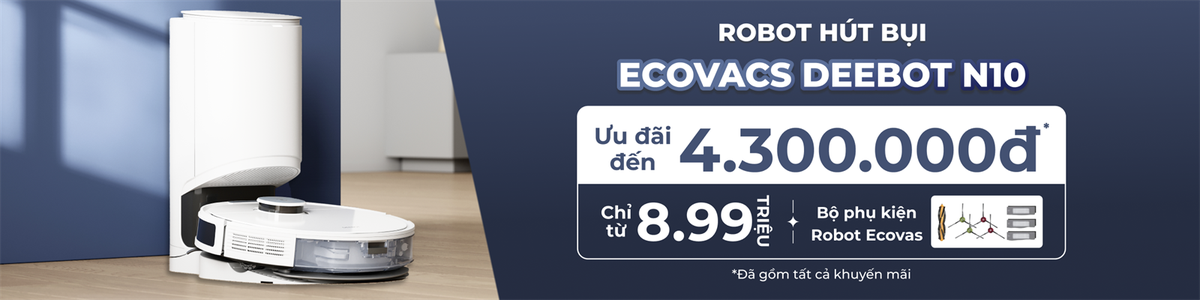 ROBOT HÚT BỤI
ECOVACS DEEBOT N10
Ưu đãi
đến
4.300.000đ*
Chỉ
từ
8.99
TRIỆU
Bộ phụ kiện
Robot Ecovas
*Đã gồm tất cả khuyến mãi